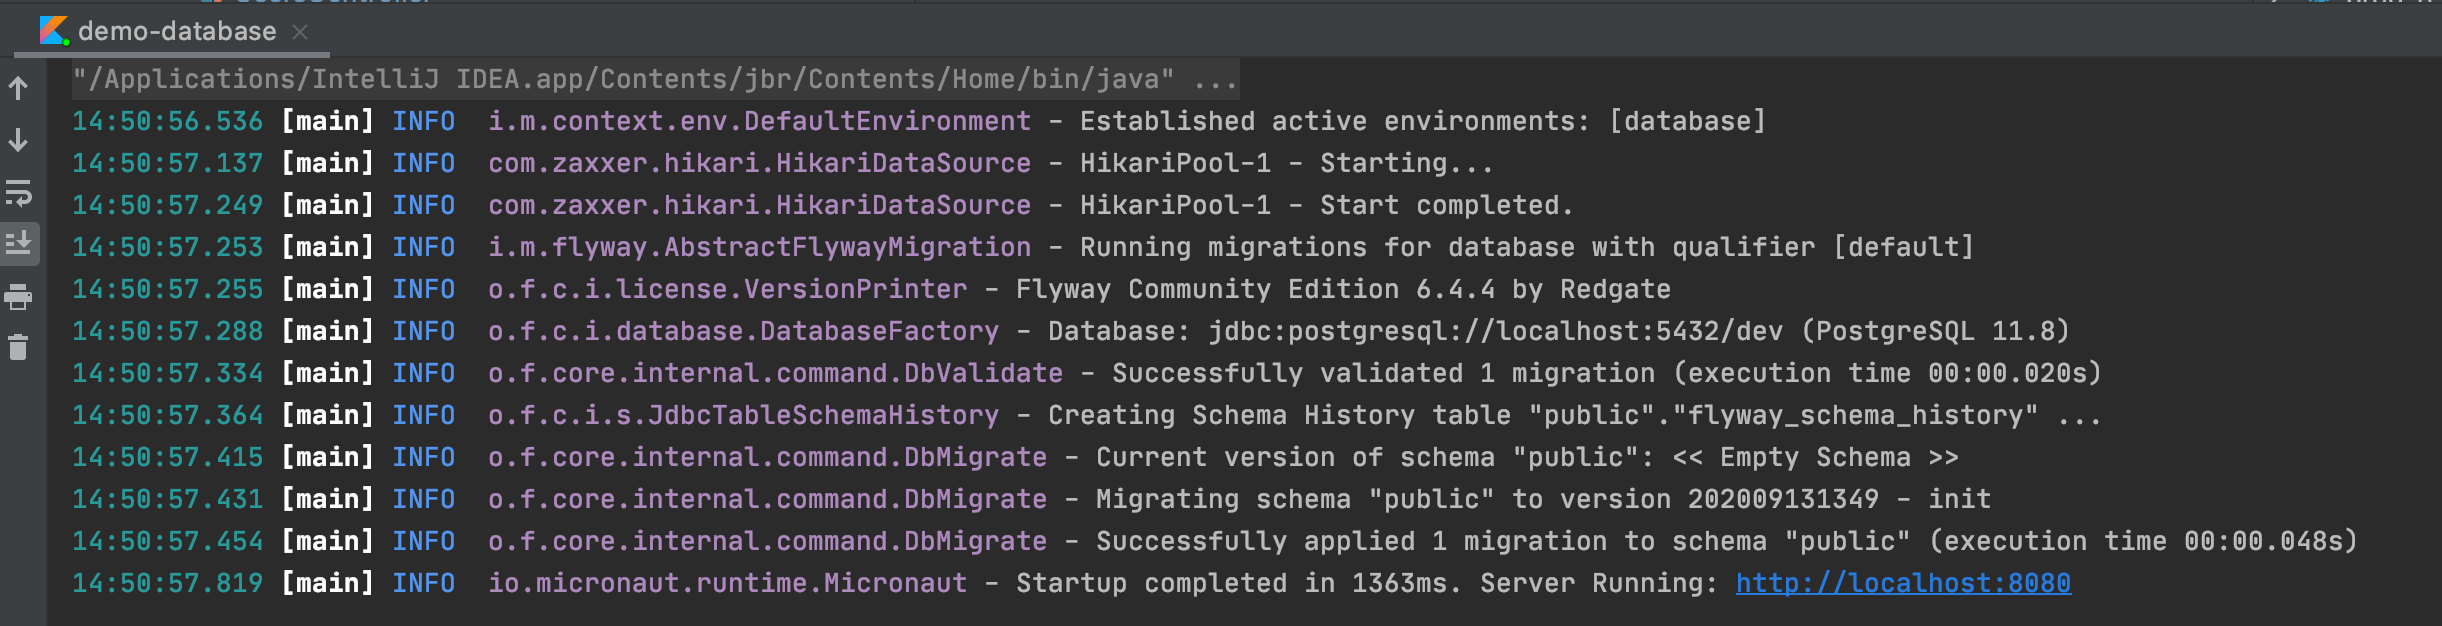 demo-database
"/Applications/IntelliJ IDEA.app/Contents/jbr/Contents/Home/bin/java" ...
14:50:56.536 [main] INFO  i.m.context.env.DefaultEnvironment - Established active environments: [database]
14:50:57.137 [main] INFO  com.zaxxer.hikari.HikariDataSource - HikariPool-1 - Starting...
14:50:57.249 [main] INFO  com.zaxxer.hikari.HikariDataSource - HikariPool-1 - Start completed.
14:50:57.253 [main] INFO  i.m.flyway.AbstractFlywayMigration - Running migrations for database with qualifier [default]
14:50:57.255 [main] INFO  o.f.c.i.license.VersionPrinter - Flyway Community Edition 6.4.4 by Redgate
14:50:57.288 [main] INFO  o.f.c.i.database.DatabaseFactory - Database: jdbc:postgresql://localhost:5432/dev (PostgreSQL 11.8)
14:50:57.334 [main] INFO  o.f.core.internal.command.DbValidate - Successfully validated 1 migration (execution time 00:00.020s)
14:50:57.364 [main] INFO  o.f.c.i.s.JdbcTableSchemaHistory - Creating Schema History table "public"."flyway_schema_history" ...
14:50:57.415 [main] INFO  o.f.core.internal.command.DbMigrate - Current version of schema "public": << Empty Schema >>
14:50:57.431 [main] INFO  o.f.core.internal.command.DbMigrate - Migrating schema "public" to version 202009131349 - init
14:50:57.454 [main] INFO  o.f.core.internal.command.DbMigrate - Successfully applied 1 migration to schema "public" (execution time 00:00.048s)
14:50:57.819 [main] INFO  io.micronaut.runtime.Micronaut - Startup completed in 1363ms. Server Running: http://localhost:8080